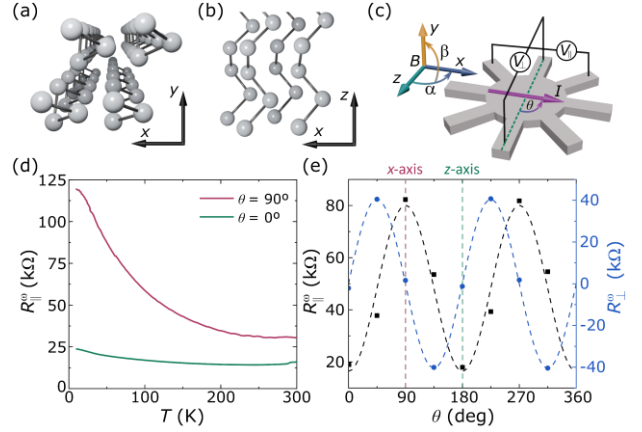 (a)
y
x
(b)
z
x
(c)
y
β
B
x
z
α
V⊥
V∥
I
θ
(d)
125
100
75
50
25
0
R∥ω (kΩ)
θ = 90º
θ = 0º
0 100 200 300
T (K)
(e)
x-axis z-axis
80
60
40
20
R∥ω (kΩ)
40
20
0
-20
-40
R⊥ω (kΩ)
0 90 180 270 360
θ (deg)